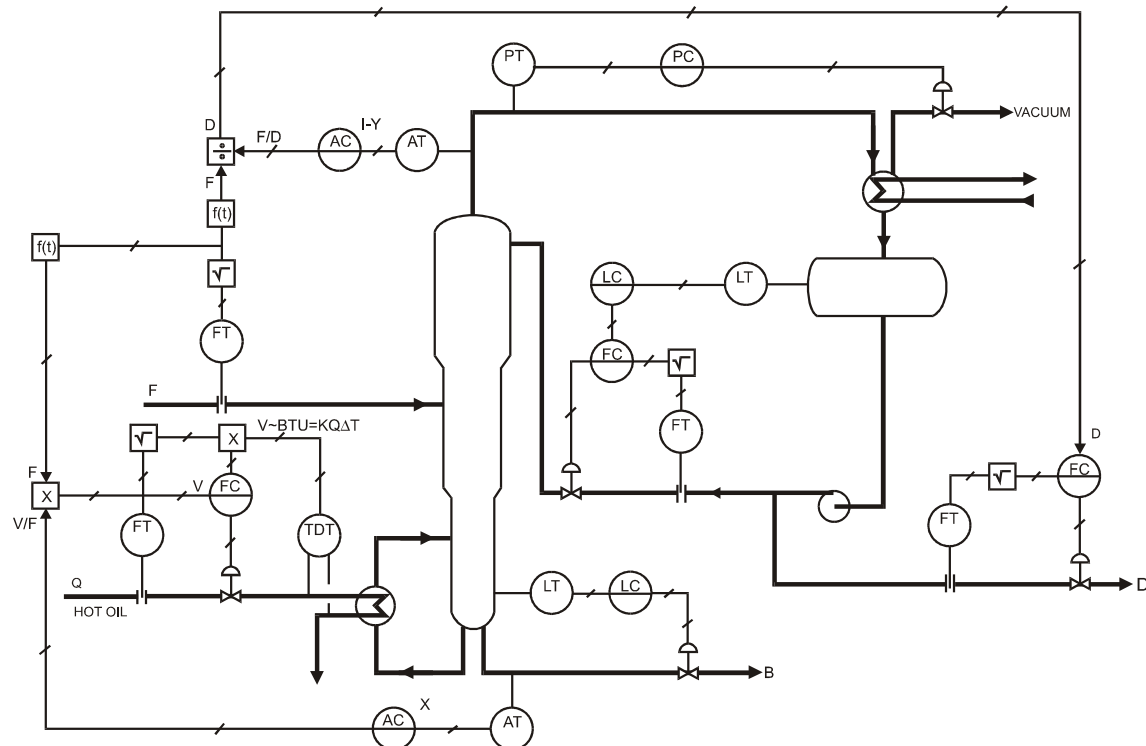 PT
PC
VACUUM
D
F/D
I-Y
AC
AT
÷
F
f(t)
f(t)
√
LC
LT
FT
FC
√
F
V~BTU=KQΔT
√
X
FT
D
F
X
V
FC
√
FC
V/F
FT
TDT
FT
Q
HOT OIL
LT
LC
D
B
X
AC
AT